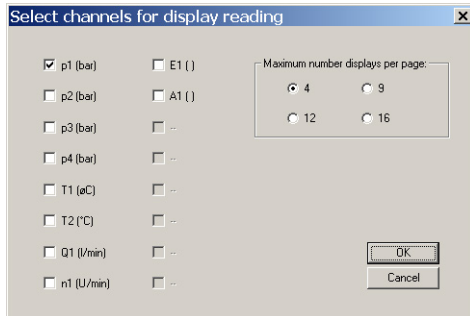 Select channels for display reading
p1 (bar)
p2 (bar)
p3 (bar)
p4 (bar)
T1 (øC)
T2 (°C)
Q1 (l/min)
n1 (U/min)
E1 ( )
A1 ( )
--
--
--
--
--
--
Maximum number displays per page:
4 9
12 16
OK
Cancel